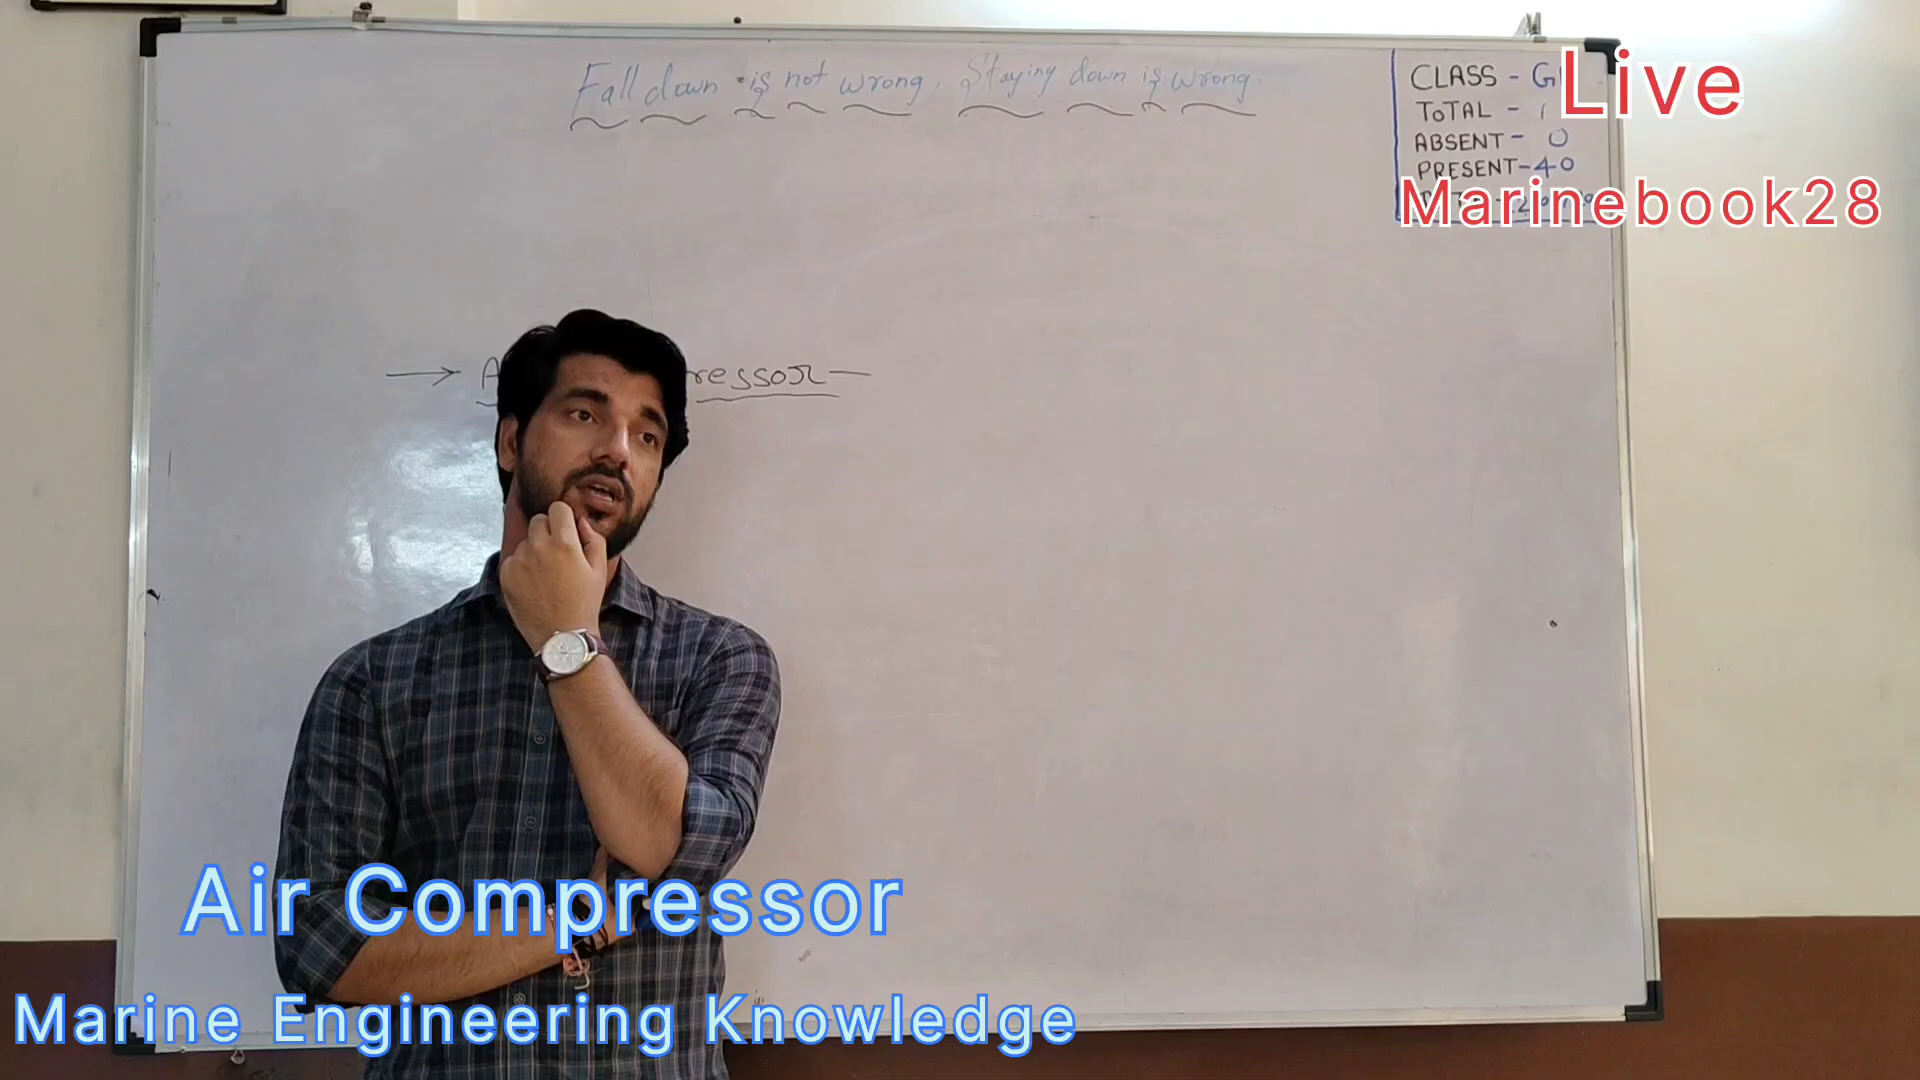 Fall down is not wrong, Staying down is wrong.
CLASS - G
TOTAL -
ABSENT - 0
PRESENT-40
Live
Marinebook28
→ A ressor —
Air Compressor
Marine Engineering Knowledge